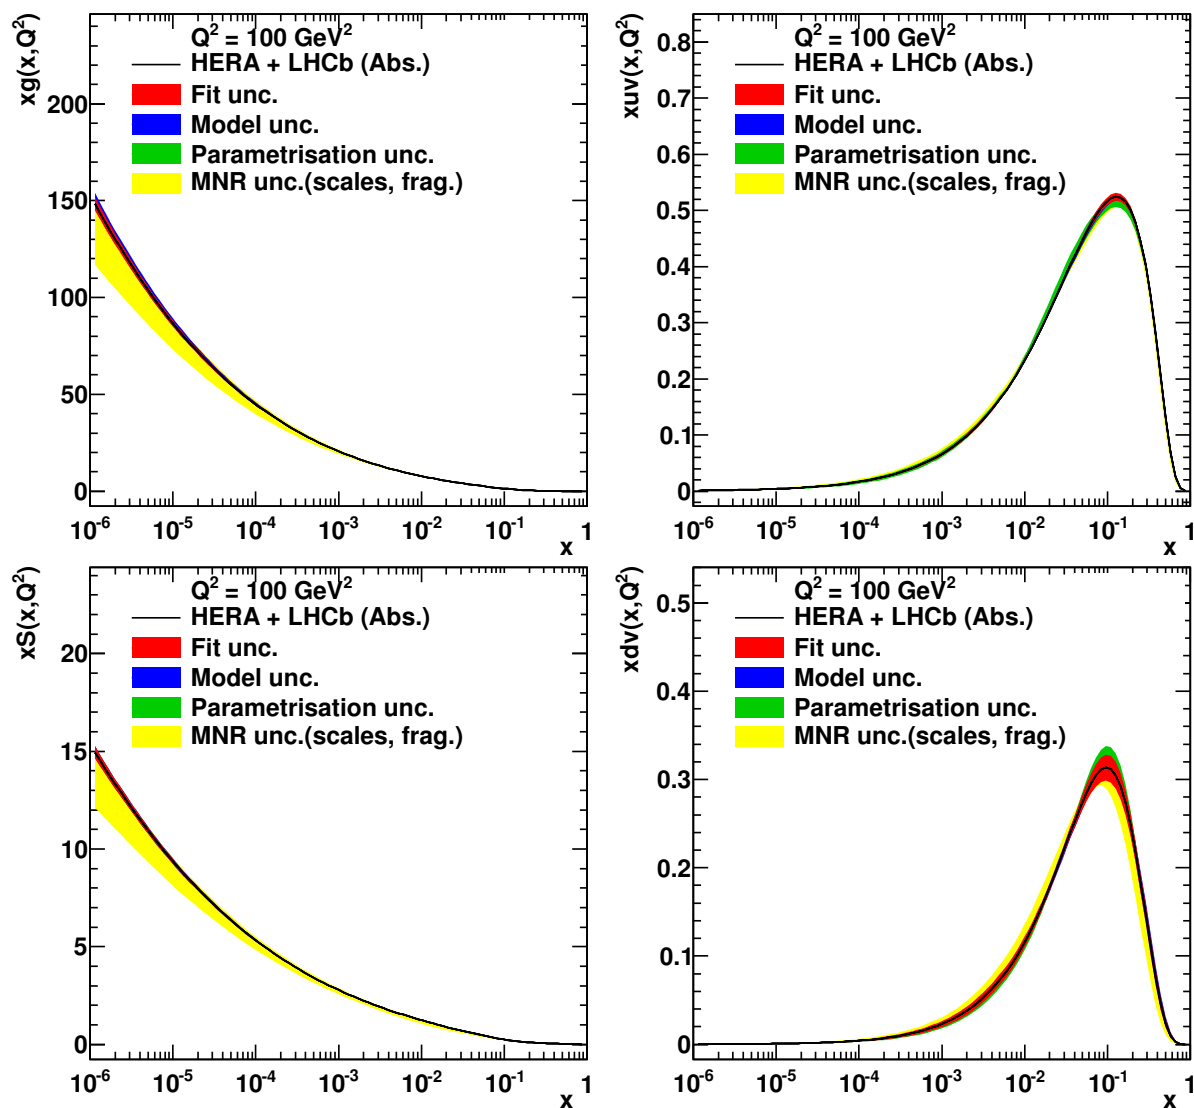 xg(x,Q²)
Q² = 100 GeV²
HERA + LHCb (Abs.)
Fit unc.
Model unc.
Parametrisation unc.
MNR unc.(scales, frag.)
200
150
100
50
0
10⁻⁶ 10⁻⁵ 10⁻⁴ 10⁻³ 10⁻² 10⁻¹ 1
x
xuv(x,Q²)
Q² = 100 GeV²
HERA + LHCb (Abs.)
Fit unc.
Model unc.
Parametrisation unc.
MNR unc.(scales, frag.)
0.8
0.7
0.6
0.5
0.4
0.3
0.2
0.1
0
10⁻⁶ 10⁻⁵ 10⁻⁴ 10⁻³ 10⁻² 10⁻¹ 1
x
xS(x,Q²)
Q² = 100 GeV²
HERA + LHCb (Abs.)
Fit unc.
Model unc.
Parametrisation unc.
MNR unc.(scales, frag.)
20
15
10
5
0
10⁻⁶ 10⁻⁵ 10⁻⁴ 10⁻³ 10⁻² 10⁻¹ 1
x
xdv(x,Q²)
Q² = 100 GeV²
HERA + LHCb (Abs.)
Fit unc.
Model unc.
Parametrisation unc.
MNR unc.(scales, frag.)
0.5
0.4
0.3
0.2
0.1
0
10⁻⁶ 10⁻⁵ 10⁻⁴ 10⁻³ 10⁻² 10⁻¹ 1
x